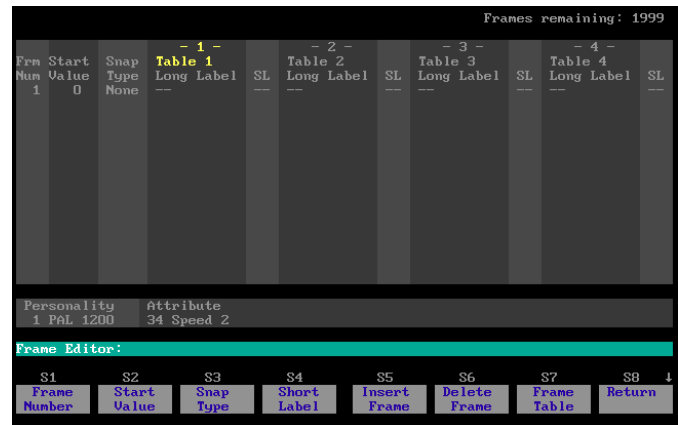 Frames remaining: 1999
- 1 - - 2 - - 3 - - 4 -
Frm Start Snap Table 1 Table 2 Table 3 Table 4
Num Value Type Long Label SL Long Label SL Long Label SL Long Label SL
1 0 None -- -- -- -- -- -- -- --
Personality Attribute
1 PAL 1200 34 Speed 2
Frame Editor:
S1 S2 S3 S4 S5 S6 S7 S8 ↓
Frame Start Snap Short Insert Delete Frame Return
Number Value Type Label Frame Frame Table